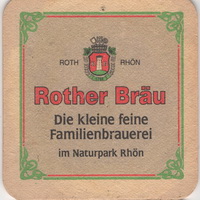 ROTH RHÖN
Rother Bräu
Die kleine feine
Familienbrauerei
im Naturpark Rhön